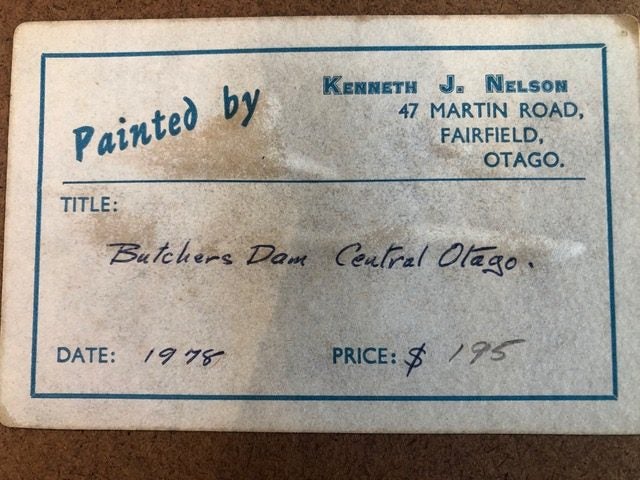 Painted by
KENNETH J. NELSON
47 MARTIN ROAD,
FAIRFIELD,
OTAGO.
TITLE:
Butchers Dam Central Otago.
DATE: 1978
PRICE: $ 195